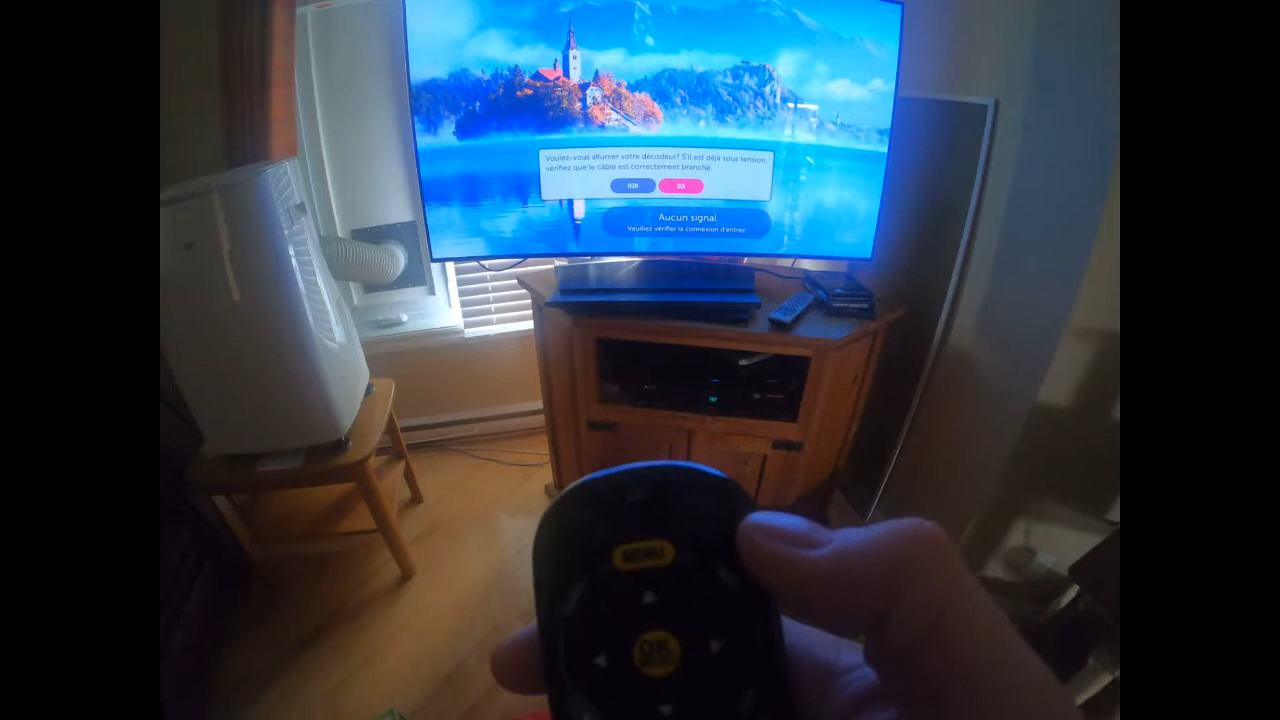 Voulez-vous allumer votre décodeur? S'il est déjà sous tension,
vérifiez que le câble est correctement branché.
NON
OUI
Aucun signal
Veuillez vérifier la connexion d'entrée
MENU
OK